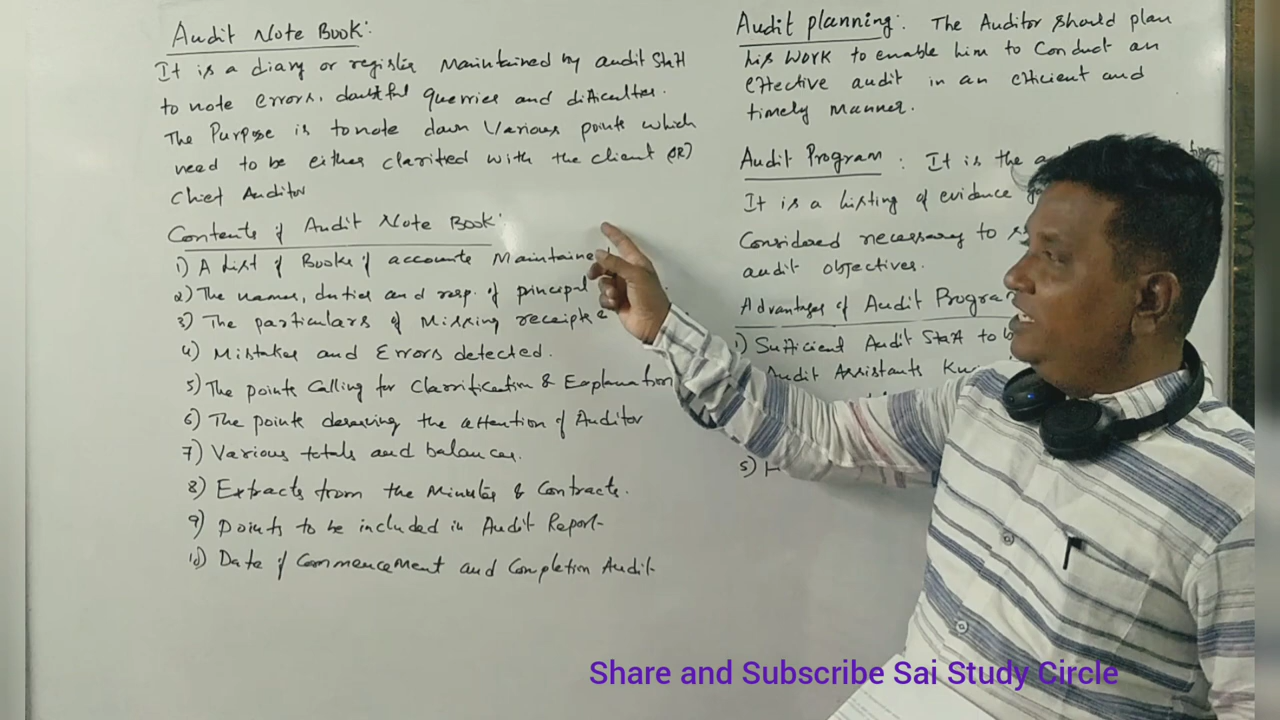 Audit Note Book:
It is a diary or register Maintained by audit Staff
to note errors, doubtful querries and difficulties.
The Purpose is to note down Various points which
need to be either clarified with the client (OR)
Chief Auditor
Contents of Audit Note Book:
1) A List of Books of accounts Maintained
2) The names, duties and resp. of principal
3) The particulars of Missing receipts
4) Mistakes and Errors detected.
5) The points Calling for Clarification & Explanation
6) The points deserving the attention of Auditor
7) Various totals and balances.
8) Extracts from the Minutes & Contracts.
9) Points to be included in Audit Report
10) Date of Commencement and Completion Audit
Audit planning: The Auditor should plan
his work to enable him to Conduct an
effective audit in an efficient and
timely manner.
Audit Program : It is the
It is a listing of evidence
Considered necessary to
audit objectives.
Advantages of Audit Program
1) Sufficient Audit Staff to b
Audit Assistants
5)
Share and Subscribe Sai Study Circle